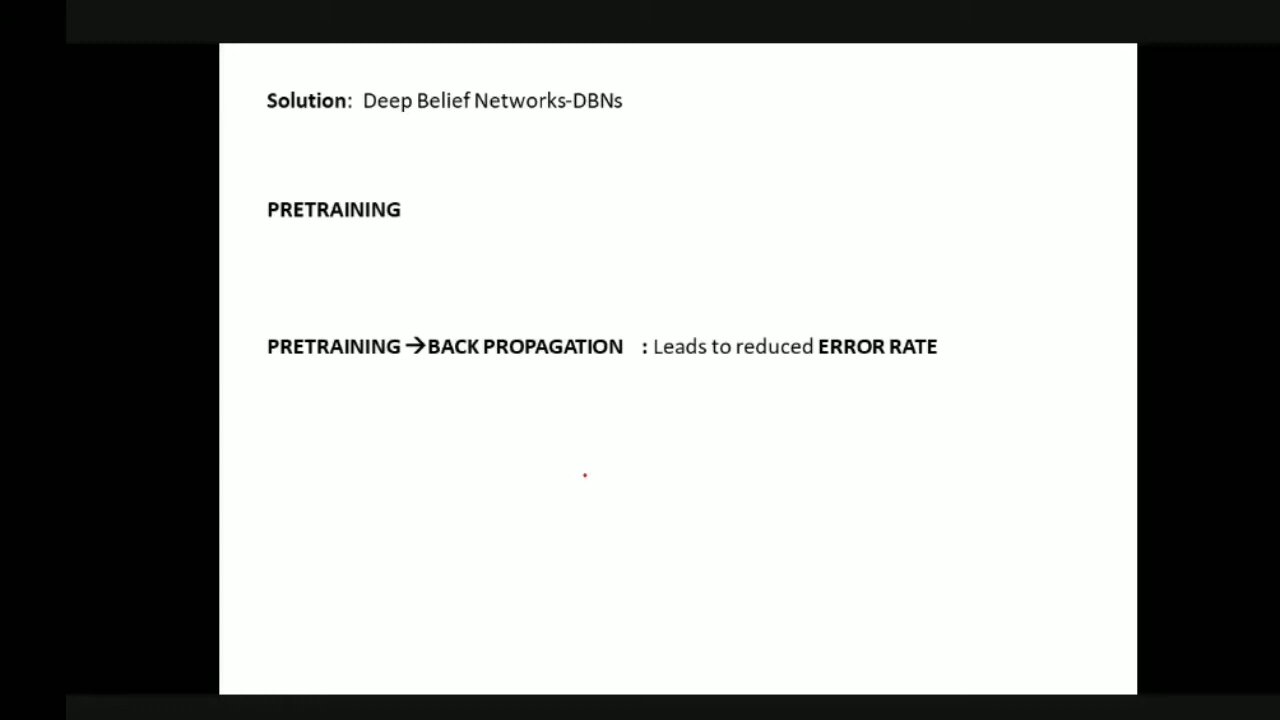 Solution: Deep Belief Networks-DBNs
PRETRAINING
PRETRAINING →BACK PROPAGATION : Leads to reduced ERROR RATE